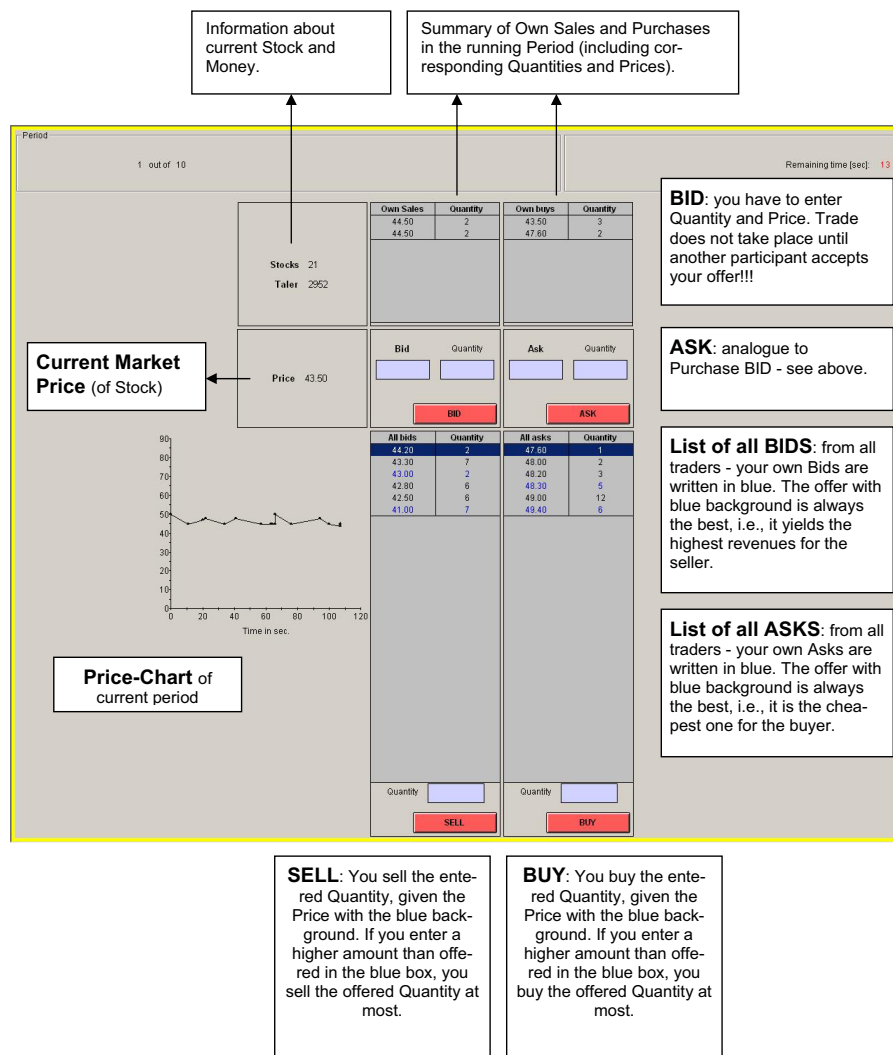 Information about
current Stock and
Money.
Summary of Own Sales and Purchases
in the running Period (including cor-
responding Quantities and Prices).
Period
1 out of 10
Remaining time [sec]: 13
Stocks 21
Taler 2952
Own Sales Quantity Own buys Quantity
44.50 2 43.50 3
44.50 2 47.60 2
BID: you have to enter
Quantity and Price. Trade
does not take place until
another participant accepts
your offer!!!
Current Market
Price (of Stock)
Price 43.50
Bid Quantity Ask Quantity
BID ASK
ASK: analogue to
Purchase BID - see above.
90
80
70
60
50
40
30
20
10
0
0 20 40 60 80 100 120
Time in sec.
Price-Chart of
current period
All bids Quantity All asks Quantity
44.20 2 47.60 1
43.30 7 48.00 2
43.00 2 48.20 3
42.80 6 48.30 5
42.50 6 49.00 12
41.00 7 49.40 6
List of all BIDS: from all
traders - your own Bids are
written in blue. The offer with
blue background is always
the best, i.e., it yields the
highest revenues for the
seller.
List of all ASKS: from all
traders - your own Asks are
written in blue. The offer with
blue background is always
the best, i.e., it is the chea-
pest one for the buyer.
Quantity Quantity
SELL BUY
SELL: You sell the ente-
red Quantity, given the
Price with the blue back-
ground. If you enter a
higher amount than offe-
red in the blue box, you
sell the offered Quantity at
most.
BUY: You buy the ente-
red Quantity, given the
Price with the blue back-
ground. If you enter a
higher amount than offe-
red in the blue box, you
buy the offered Quantity at
most.